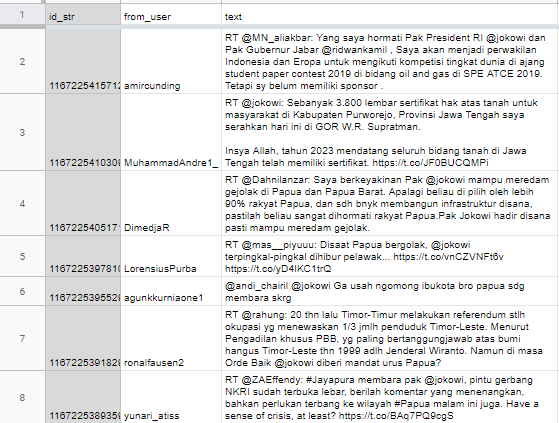 1 id_str from_user text
RT @MN_aliakbar: Yang saya hormati Pak President RI @jokowi dan
Pak Gubernur Jabar @ridwankamil , Saya akan menjadi perwakilan
Indonesia dan Eropa untuk mengikuti kompetisi tingkat dunia di ajang
student paper contest 2019 di bidang oil and gas di SPE ATCE 2019.
2 1167225415712 amircunding Tetapi sy belum memiliki sponsor .
RT @jokowi: Sebanyak 3.800 lembar sertifikat hak atas tanah untuk
masyarakat di Kabupaten Purworejo, Provinsi Jawa Tengah saya
serahkan hari ini di GOR W.R. Supratman.
3
Insya Allah, tahun 2023 mendatang seluruh bidang tanah di Jawa
1167225410309 MuhammadAndre1_ Tengah telah memiliki sertifikat. https://t.co/JF0BUCQMPi
RT @Dahnilanzar: Saya berkeyakinan Pak @jokowi mampu meredam
gejolak di Papua dan Papua Barat. Apalagi beliau di pilih oleh lebih
90% rakyat Papua, dan sdh bnyk membangun infrastruktur disana,
4 pastilah beliau sangat dihormati rakyat Papua.Pak Jokowi hadir disana
1167225405171 DimedjaR pasti mampu meredam gejolak.
RT @mas__piyuuu: Disaat Papua bergolak, @jokowi
5 terpingkal-pingkal dihibur pelawak... https://t.co/vnCZVNFt6v
1167225397810 LorensiusPurba https://t.co/yD4lKC1trQ
@andi_chairil @jokowi Ga usah ngomong ibukota bro papua sdg
6 1167225395529 agunkkurniaone1 membara skrg
RT @rahung: 20 thn lalu Timor-Timur melakukan referendum stlh
okupasi yg menewaskan 1/3 jmlh penduduk Timor-Leste. Menurut
Pengadilan khusus PBB, yg paling bertanggungjawab atas bumi
7 hangus Timor-Leste thn 1999 adlh Jenderal Wiranto. Namun di masa
1167225391829 ronalfausen2 Orde Baik @jokowi diberi mandat urus Papua?
RT @ZAEffendy: #Jayapura membara pak @jokowi, pintu gerbang
NKRI sudah terbuka lebar, berilah komentar yang menenangkan,
8 bahkan perlukan terbang ke wilayah #Papua malam ini juga. Have a
1167225389359 yunari_atiss sense of crisis, at least? https://t.co/BAq7PQ9cgS